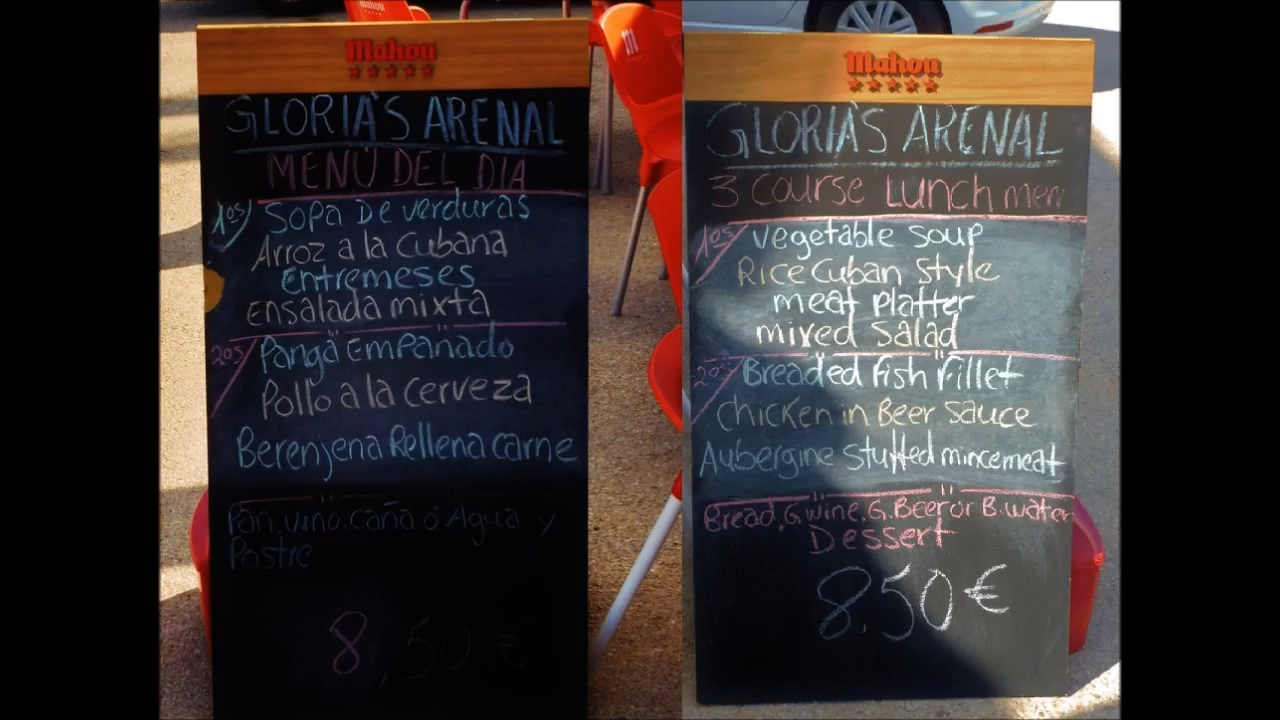 Mahou
GLORIA'S ARENAL
MENÚ DEL DIA
1os/ SOPA DE verduras
Arroz a la Cubana
Entremeses
Ensalada mixta
2os/ Panga Empañado
Pollo a la cerveza
Berenjena Rellena carne
Pan, vino, caña ó Agua y
Postre
8,50 €
Mahou
GLORIA'S ARENAL
3 Course Lunch men
1os/ vegetable soup
Rice Cuban Style
meat platter
mixed salad
2os/ Breaded fish fillet
Chicken in Beer sauce
Aubergine stuffed mincemeat
Bread, G.wine, G.Beer or B.water
Dessert
8,50€